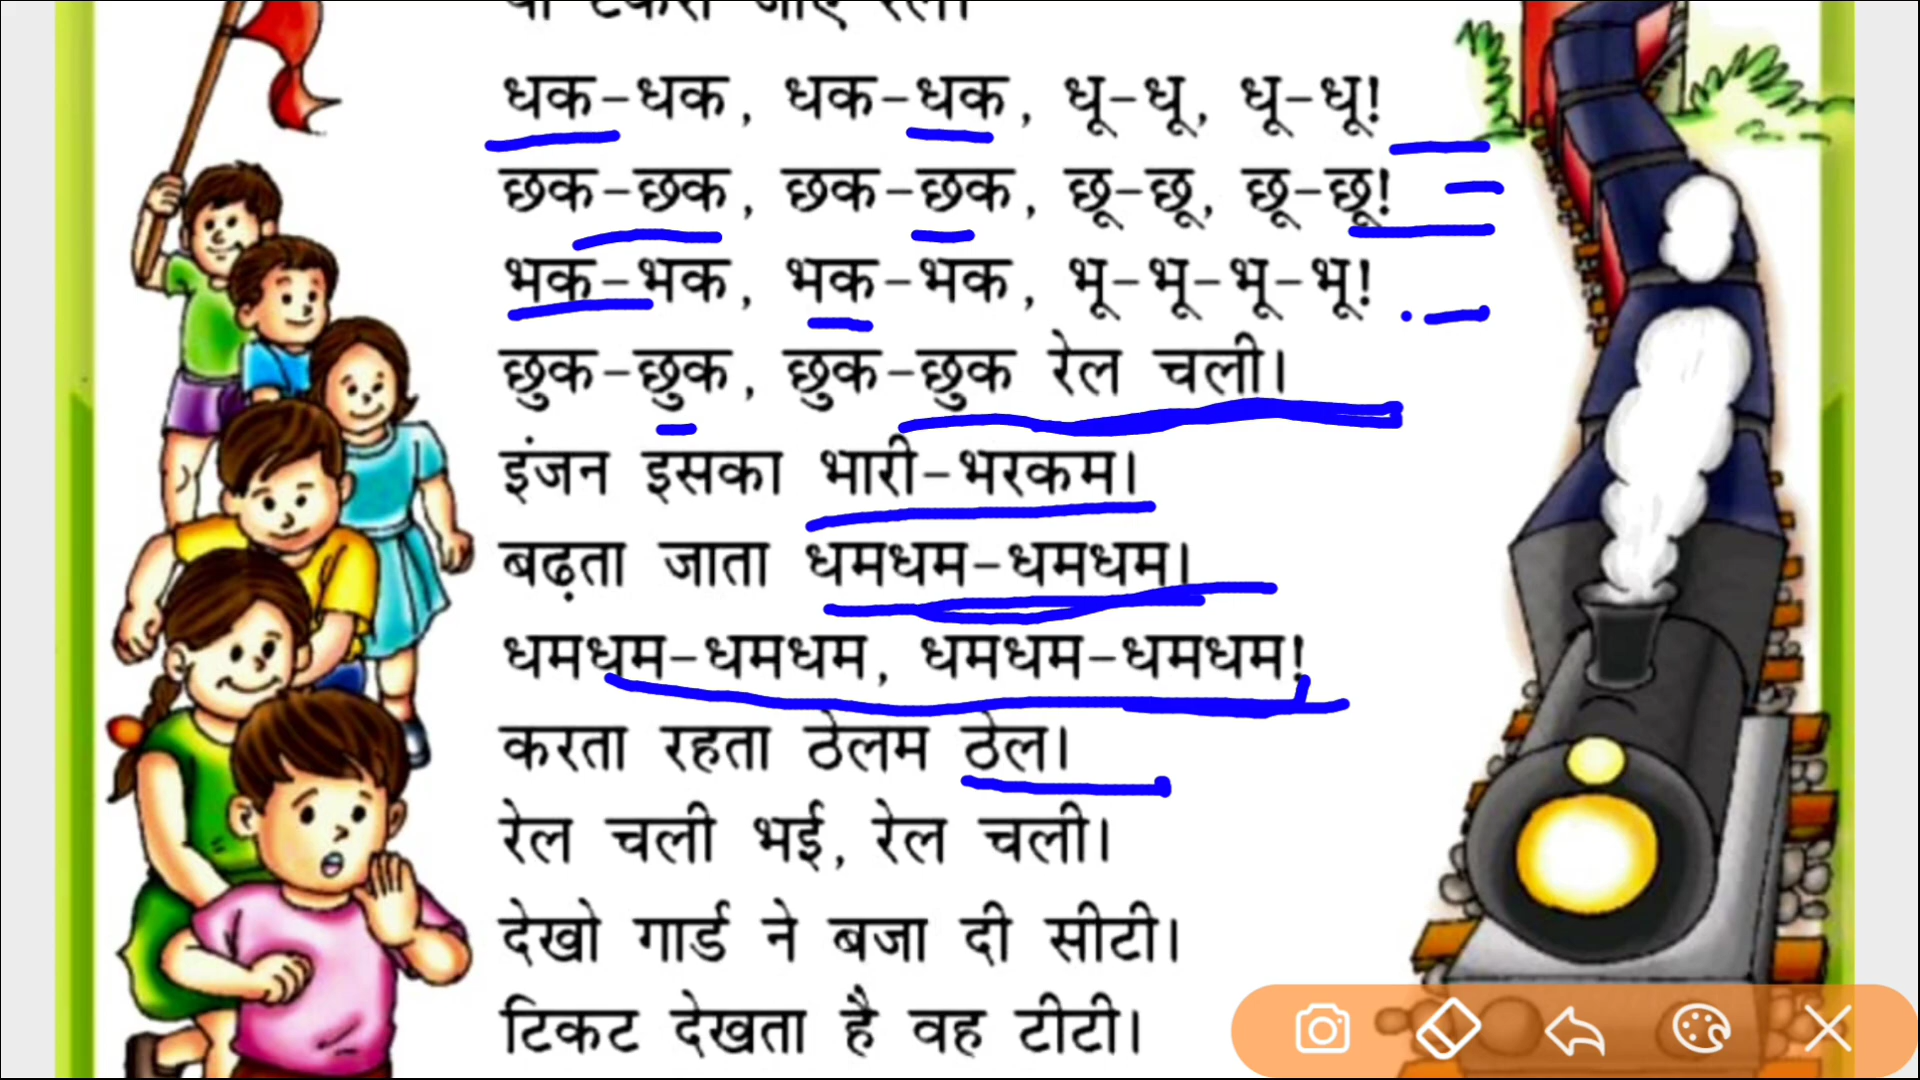 धक-धक, धक-धक, धू-धू, धू-धू!
छक-छक, छक-छक, छू-छू, छू-छू!
भक-भक, भक-भक, भू-भू-भू-भू!
छुक-छुक, छुक-छुक रेल चली।
इंजन इसका भारी-भरकम।
बढ़ता जाता धमधम-धमधम।
धमधम-धमधम, धमधम-धमधम!
करता रहता ठेलम ठेल।
रेल चली भई, रेल चली।
देखो गार्ड ने बजा दी सीटी।
टिकट देखता है वह टीटी।